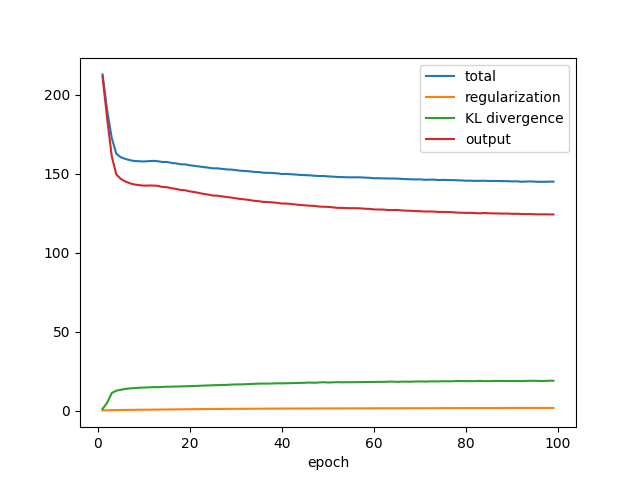 total
regularization
KL divergence
output
200
150
100
50
0
0 20 40 60 80 100
epoch